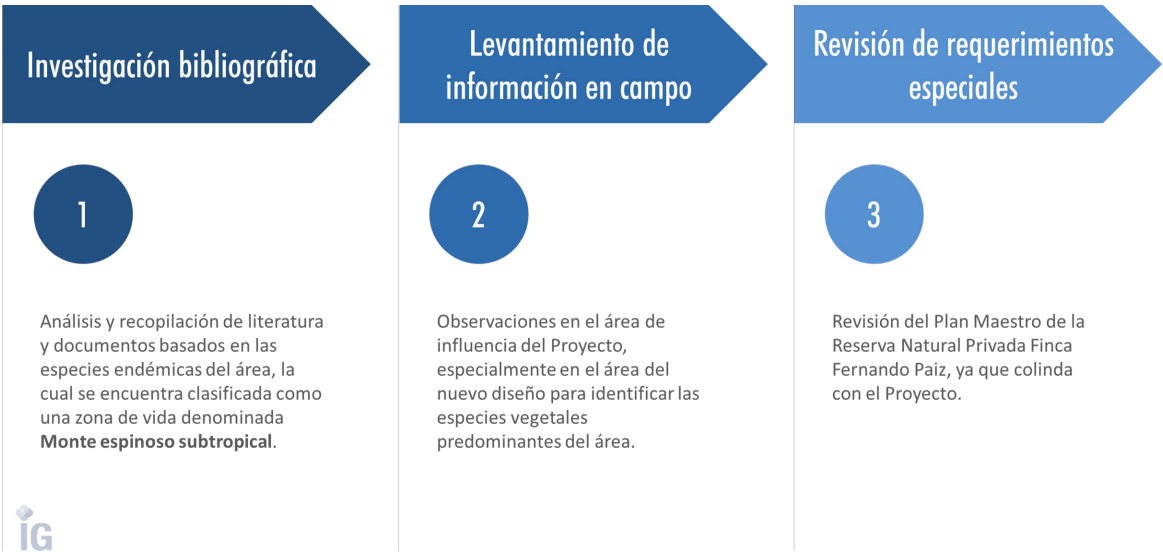 Investigación bibliográfica
1
Análisis y recopilación de literatura
y documentos basados en las
especies endémicas del área, la
cual se encuentra clasificada como
una zona de vida denominada
Monte espinoso subtropical.
Levantamiento de
información en campo
2
Observaciones en el área de
influencia del Proyecto,
especialmente en el área del
nuevo diseño para identificar las
especies vegetales
predominantes del área.
Revisión de requerimientos
especiales
3
Revisión del Plan Maestro de la
Reserva Natural Privada Finca
Fernando Paiz, ya que colinda
con el Proyecto.
iG